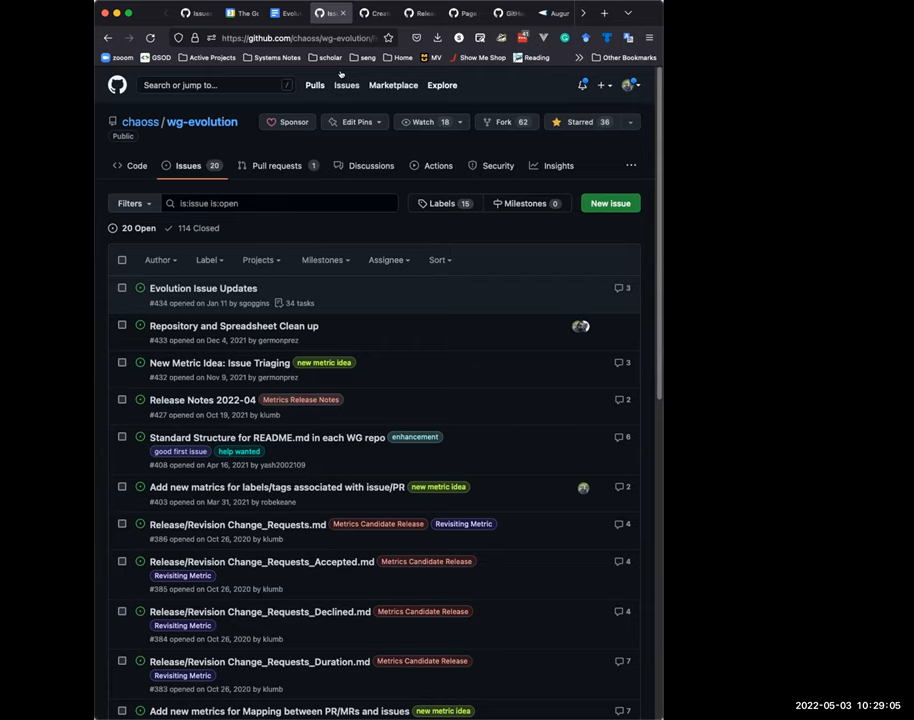 Issues
The Go
Evolu
Iss
Crea
Relea
Page
GitH
Augur
https://github.com/chaoss/wg-evolution/
41
zooom GSOD Active Projects Systems Notes scholar seng Home MV Show Me Shop Reading Other Bookmarks
Search or jump to... / Pulls Issues Marketplace Explore
chaoss / wg-evolution Sponsor Edit Pins Watch 18 Fork 62 Starred 36
Public
Code Issues 20 Pull requests 1 Discussions Actions Security Insights
Filters is:issue is:open Labels 15 Milestones 0 New issue
20 Open 114 Closed
Author Label Projects Milestones Assignee Sort
Evolution Issue Updates 3
#434 opened on Jan 11 by sgoggins 34 tasks
Repository and Spreadsheet Clean up
#433 opened on Dec 4, 2021 by germonprez
New Metric Idea: Issue Triaging new metric idea 3
#432 opened on Nov 9, 2021 by germonprez
Release Notes 2022-04 Metrics Release Notes 2
#427 opened on Oct 19, 2021 by klumb
Standard Structure for README.md in each WG repo enhancement 6
good first issue help wanted
#408 opened on Apr 16, 2021 by yash2002109
Add new matrics for labels/tags associated with issue/PR new metric idea 2
#403 opened on Mar 31, 2021 by robekeane
Release/Revision Change_Requests.md Metrics Candidate Release Revisiting Metric 4
#386 opened on Oct 26, 2020 by klumb
Release/Revision Change_Requests_Accepted.md Metrics Candidate Release 4
Revisiting Metric
#385 opened on Oct 26, 2020 by klumb
Release/Revision Change_Requests_Declined.md Metrics Candidate Release 4
Revisiting Metric
#384 opened on Oct 26, 2020 by klumb
Release/Revision Change_Requests_Duration.md Metrics Candidate Release 7
Revisiting Metric
#383 opened on Oct 26, 2020 by klumb
Add new metrics for Mapping between PR/MRs and issues new metric idea 7
2022-05-03 10:29:05